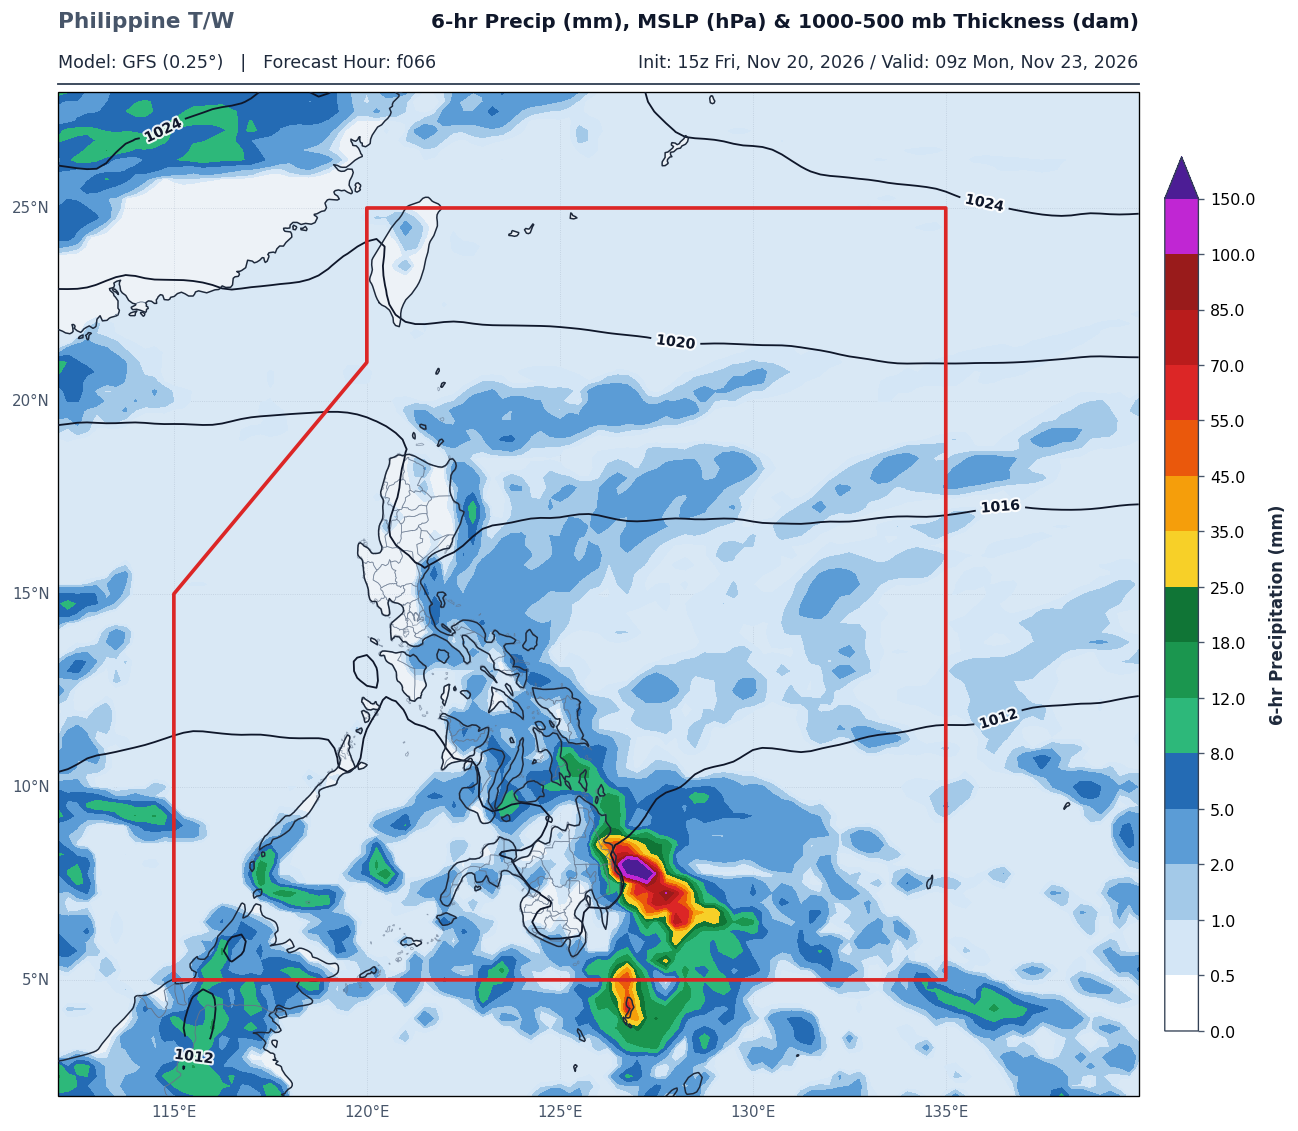 Philippine T/W
6-hr Precip (mm), MSLP (hPa) & 1000-500 mb Thickness (dam)
Model: GFS (0.25°) | Forecast Hour: f066
Init: 15z Fri, Nov 20, 2026 / Valid: 09z Mon, Nov 23, 2026
1024
1024
1020
1016
1012
1012
25°N
20°N
15°N
10°N
5°N
115°E
120°E
125°E
130°E
135°E
150.0
100.0
85.0
70.0
55.0
45.0
35.0
25.0
18.0
12.0
8.0
5.0
2.0
1.0
0.5
0.0
6-hr Precipitation (mm)